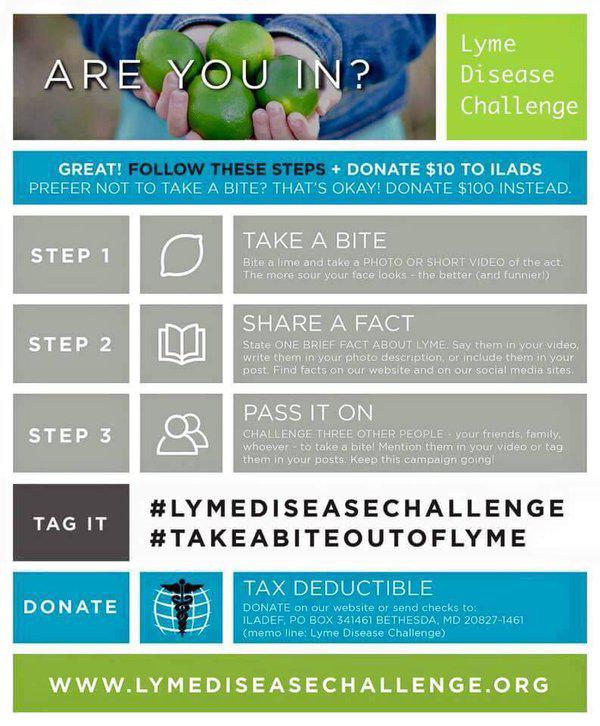 ARE YOU IN?
Lyme
Disease
Challenge
GREAT! FOLLOW THESE STEPS + DONATE $10 TO ILADS
PREFER NOT TO TAKE A BITE? THAT'S OKAY! DONATE $100 INSTEAD.
STEP 1
TAKE A BITE
Bite a lime and take a PHOTO OR SHORT VIDEO of the act.
The more sour your face looks - the better (and funnier!)
STEP 2
SHARE A FACT
State ONE BRIEF FACT ABOUT LYME. Say them in your video,
write them in your photo description, or include them in your
post. Find facts on our website and on our social media sites.
STEP 3
PASS IT ON
CHALLENGE THREE OTHER PEOPLE - your friends, family,
whoever - to take a bite! Mention them in your video or tag
them in your posts. Keep this campaign going!
TAG IT
#LYMEDISEASECHALLENGE
#TAKEABITEOUTOFLYME
DONATE
TAX DEDUCTIBLE
DONATE on our website or send checks to:
ILADEF, PO BOX 341461 BETHESDA, MD 20827-1461
(memo line: Lyme Disease Challenge)
WWW.LYMEDISEASECHALLENGE.ORG